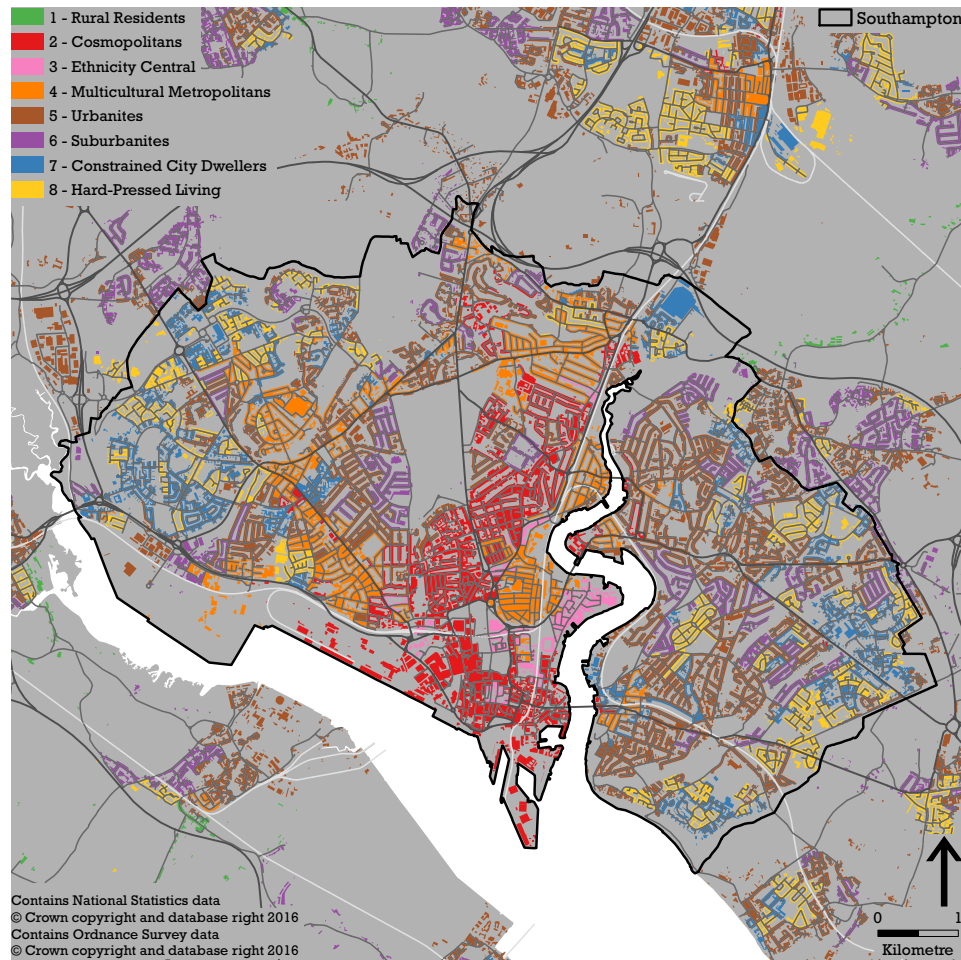 1 - Rural Residents
2 - Cosmopolitans
3 - Ethnicity Central
4 - Multicultural Metropolitans
5 - Urbanites
6 - Suburbanites
7 - Constrained City Dwellers
8 - Hard-Pressed Living
Southampton
Contains National Statistics data
© Crown copyright and database right 2016
Contains Ordnance Survey data
© Crown copyright and database right 2016
0 1
Kilometre